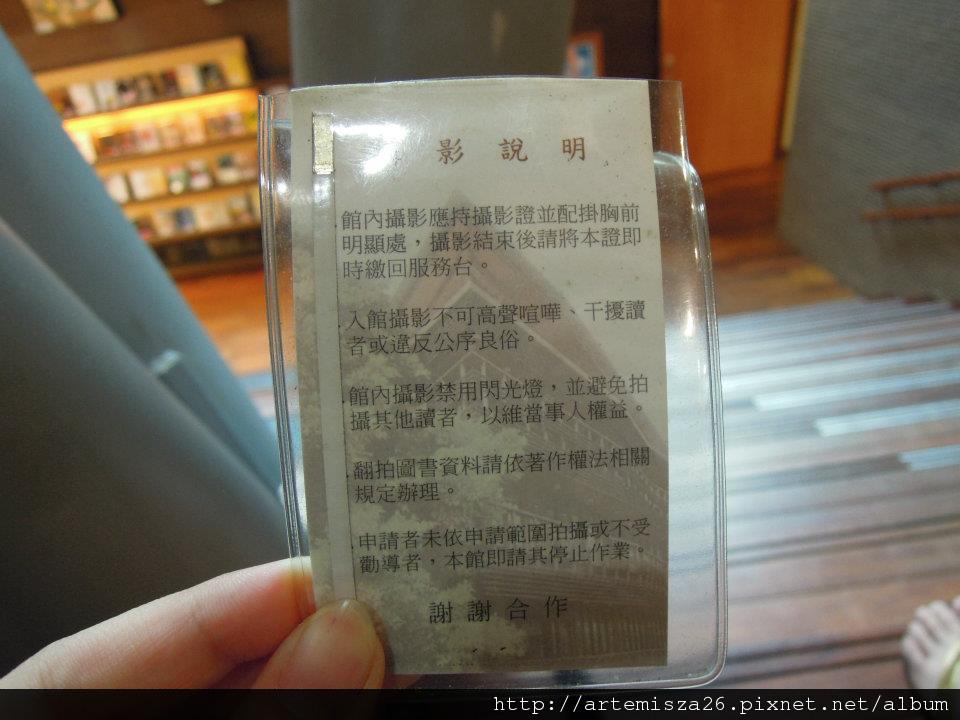 影說明
館內攝影應持攝影證並配掛胸前
明顯處，攝影結束後請將本證即
時繳回服務台。
入館攝影不可高聲喧嘩、干擾讀
者或違反公序良俗。
館內攝影禁用閃光燈，並避免拍
攝其他讀者，以維當事人權益。
翻拍圖書資料請依著作權法相關
規定辦理。
申請者未依申請範圍拍攝或不受
勸導者，本館即請其停止作業。
謝謝合作
http://artemisza26.pixnet.net/album